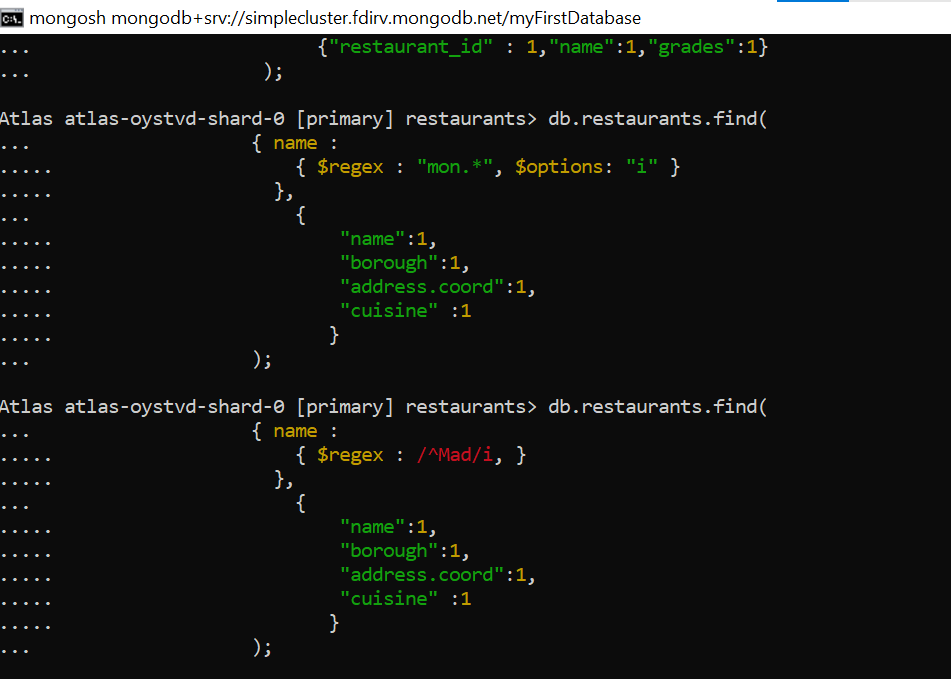 mongosh mongodb+srv://simplecluster.fdirv.mongodb.net/myFirstDatabase
... {"restaurant_id" : 1,"name":1,"grades":1}
... );
Atlas atlas-oystvd-shard-0 [primary] restaurants> db.restaurants.find(
... { name :
..... { $regex : "mon.*", $options: "i" }
..... },
... {
..... "name":1,
..... "borough":1,
..... "address.coord":1,
..... "cuisine" :1
..... }
... );
Atlas atlas-oystvd-shard-0 [primary] restaurants> db.restaurants.find(
... { name :
..... { $regex : /^Mad/i, }
..... },
... {
..... "name":1,
..... "borough":1,
..... "address.coord":1,
..... "cuisine" :1
..... }
... );